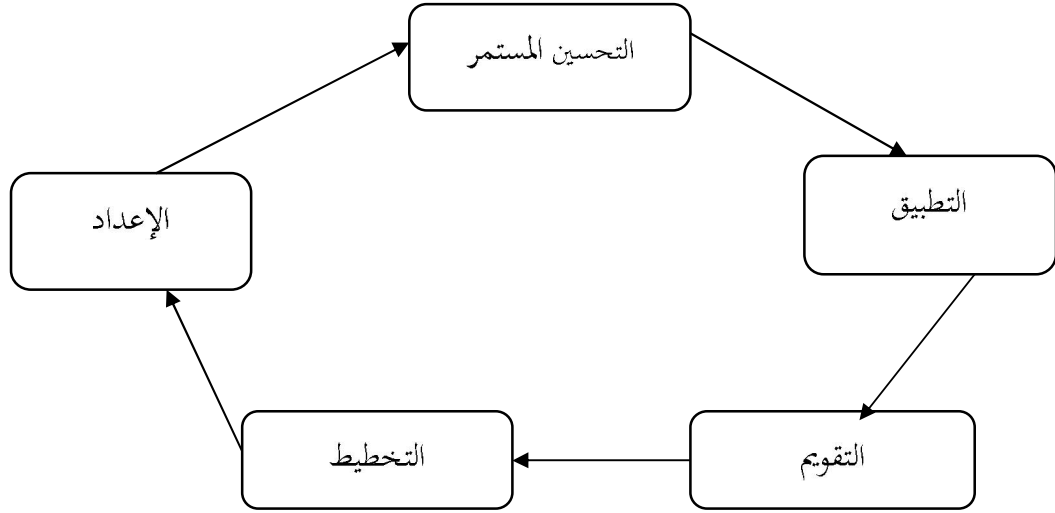 التحسين المستمر
التطبيق
الإعداد
التقويم
التخطيط